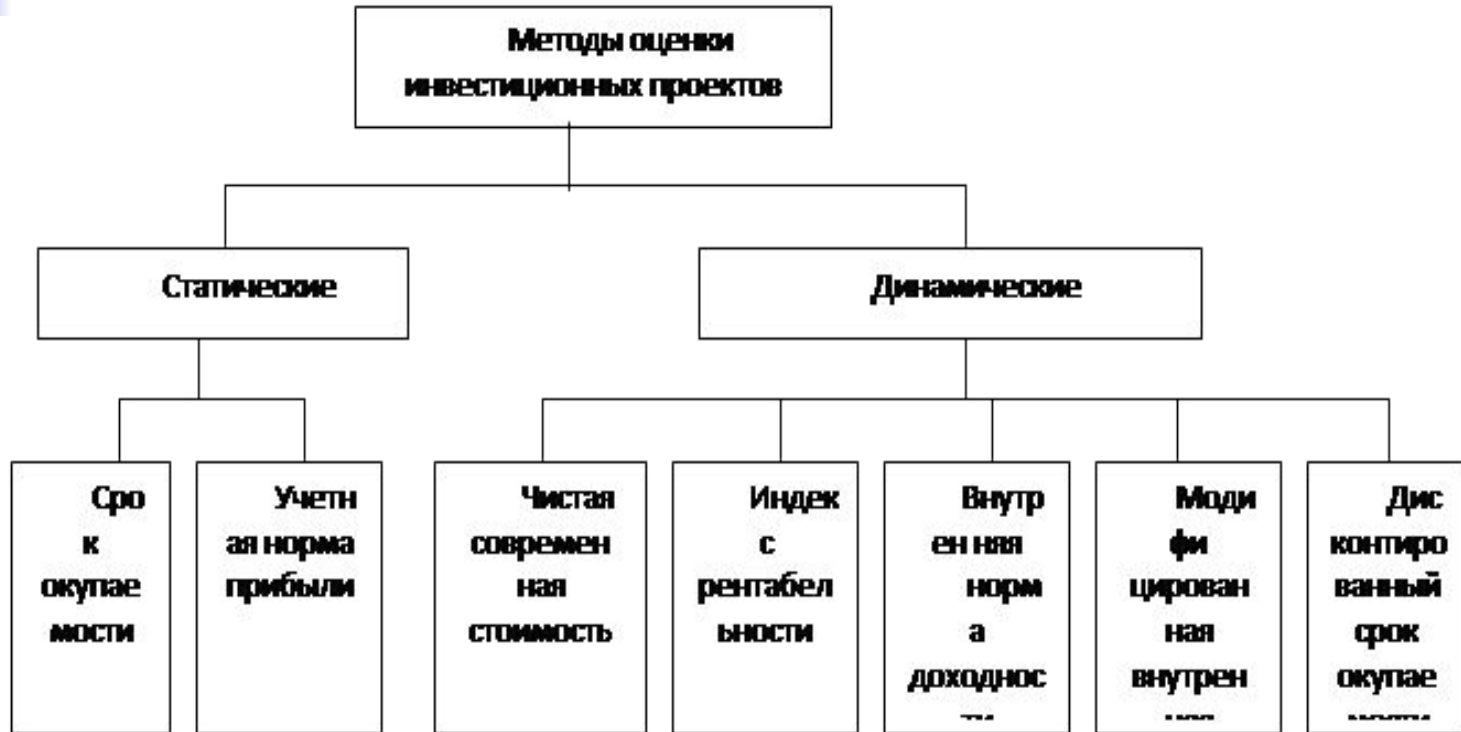 Методы оценки
инвестиционных проектов
Статические
Динамические
Сро
к
окупае
мости
Учетн
ая норма
прибыли
Чистая
современ
ная
стоимость
Индек
с
рентабел
ьности
Внутр
ен няя
норм
а
доходнос
Моди
фи
цирован
ная
внутрен
Дис
контиро
ванный
срок
окупае